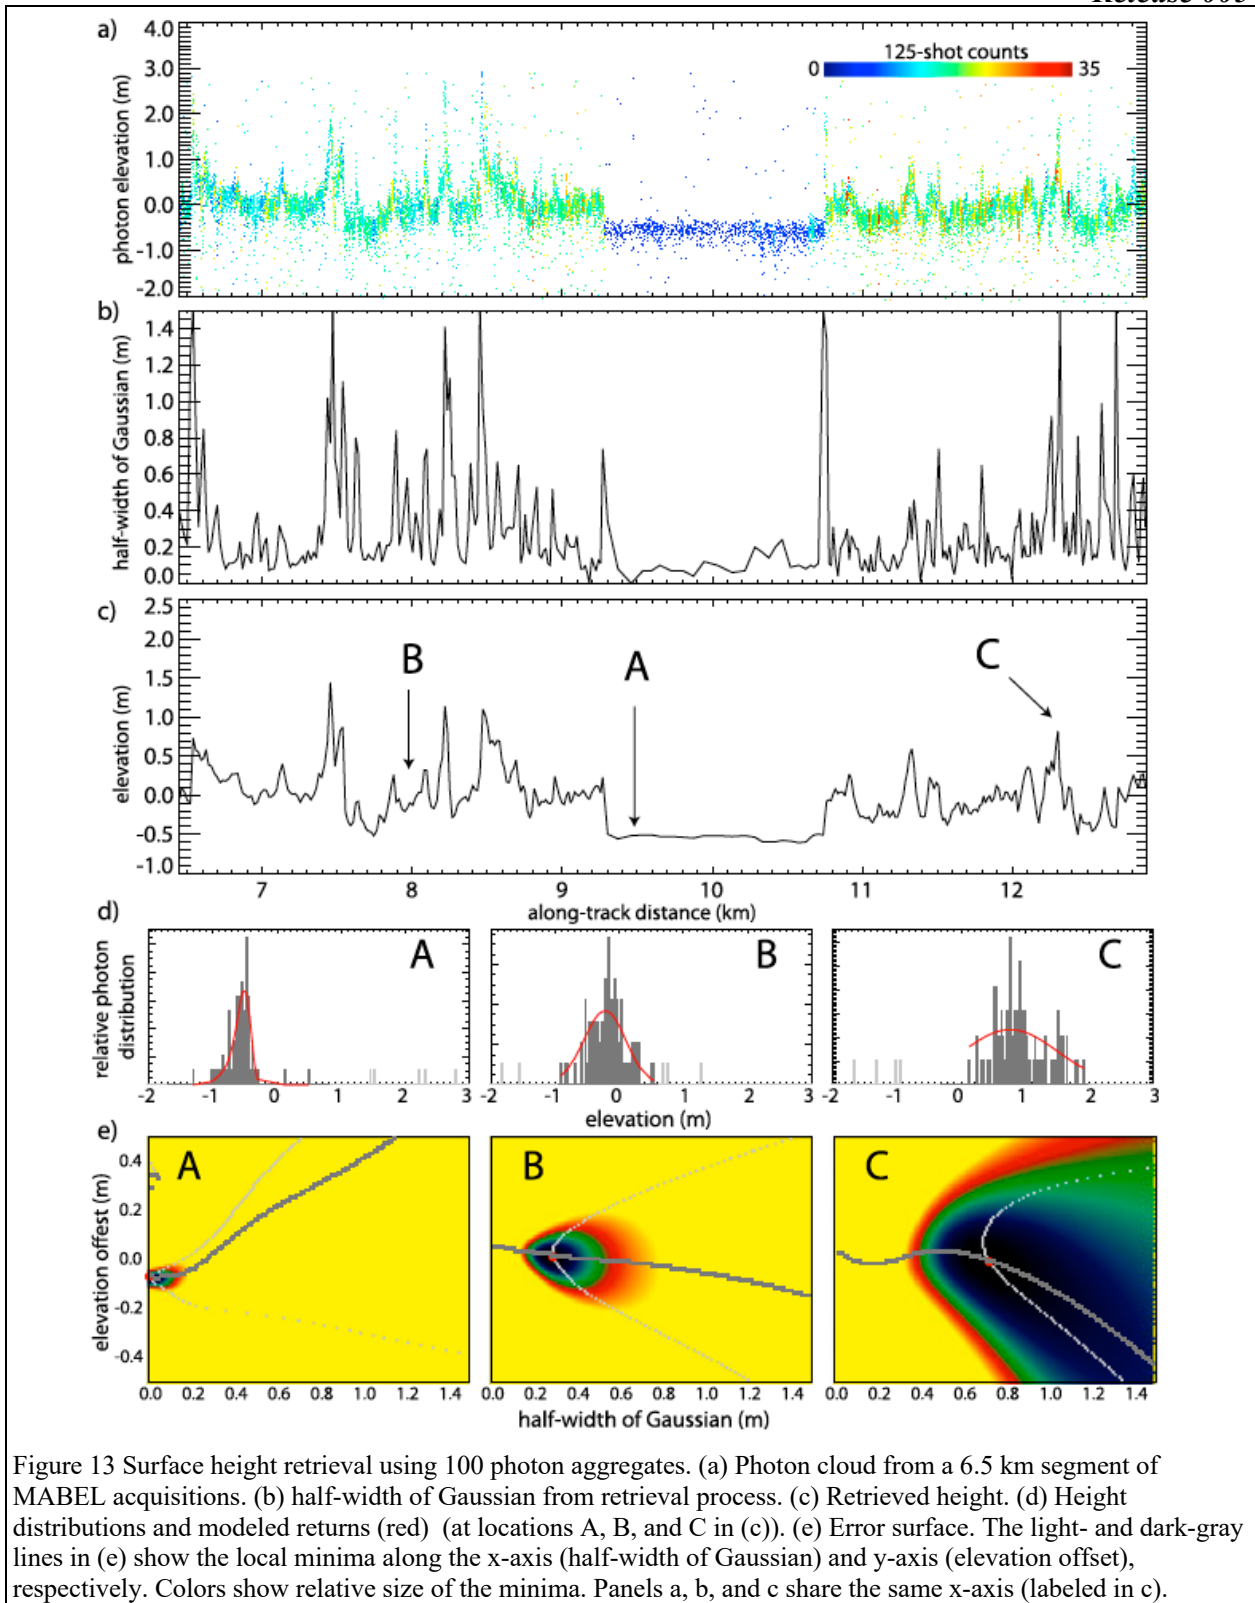 a)
4.0
3.0
2.0
1.0
0.0
-1.0
-2.0
photon elevation (m)
125-shot counts
0 35
b)
1.4
1.2
1.0
0.8
0.6
0.4
0.2
0.0
half-width of Gaussian (m)
c)
2.5
2.0
1.5
1.0
0.5
0.0
-0.5
-1.0
elevation (m)
B A C
7 8 9 10 11 12
along-track distance (km)
d)
relative photon
distribution
A B C
-2 -1 0 1 2 3 -2 -1 0 1 2 3 -2 -1 0 1 2 3
elevation (m)
e)
0.4
0.2
0.0
-0.2
-0.4
elevation offest (m)
A B C
0.0 0.2 0.4 0.6 0.8 1.0 1.2 1.4 0.0 0.2 0.4 0.6 0.8 1.0 1.2 1.4 0.0 0.2 0.4 0.6 0.8 1.0 1.2 1.4
half-width of Gaussian (m)
Figure 13 Surface height retrieval using 100 photon aggregates. (a) Photon cloud from a 6.5 km segment of
MABEL acquisitions. (b) half-width of Gaussian from retrieval process. (c) Retrieved height. (d) Height
distributions and modeled returns (red) (at locations A, B, and C in (c)). (e) Error surface. The light- and dark-gray
lines in (e) show the local minima along the x-axis (half-width of Gaussian) and y-axis (elevation offset),
respectively. Colors show relative size of the minima. Panels a, b, and c share the same x-axis (labeled in c).